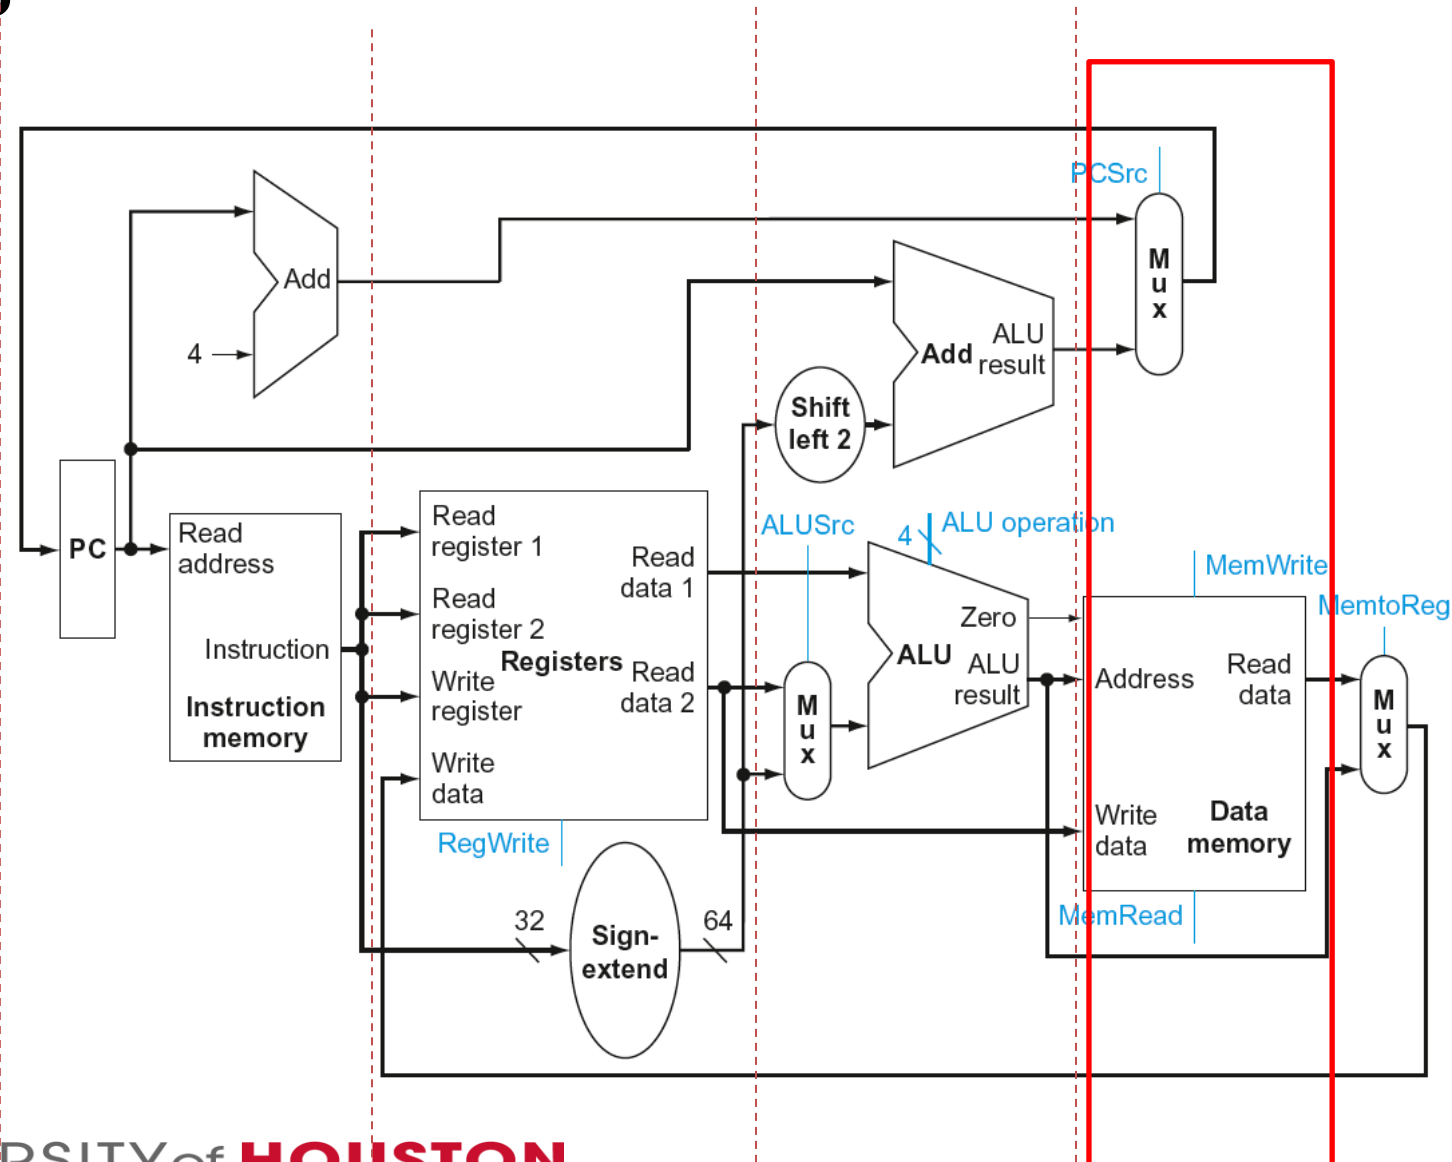 PCSrc
M
u
x
Add
4
Add
ALU
result
Shift
left 2
PC
Read
address
Instruction
Instruction
memory
Read
register 1
Read
register 2
Write
register
Write
data
Registers
Read
data 1
Read
data 2
RegWrite
32
Sign-
extend
64
ALUSrc
M
u
x
4
ALU operation
Zero
ALU
ALU
result
MemWrite
Address
Read
data
Write
data
Data
memory
MemRead
MemtoReg
M
u
x
RSITY of HOUSTON